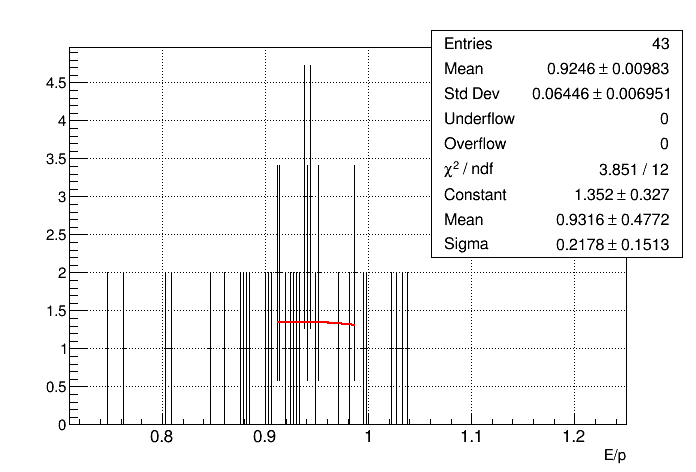 Entries 43
Mean 0.9246 ± 0.00983
Std Dev 0.06446 ± 0.006951
Underflow 0
Overflow 0
χ² / ndf 3.851 / 12
Constant 1.352 ± 0.327
Mean 0.9316 ± 0.4772
Sigma 0.2178 ± 0.1513
4.5
4
3.5
3
2.5
2
1.5
1
0.5
0
0.8 0.9 1 1.1 1.2
E/p